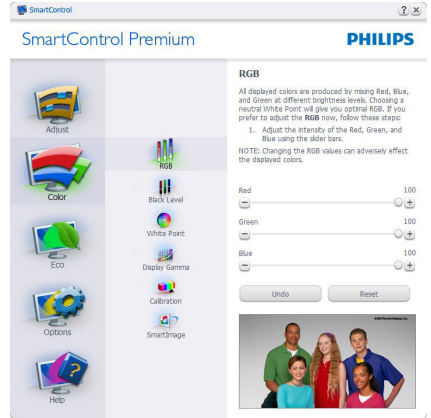 SmartControl
SmartControl Premium
PHILIPS
Adjust
Color
Eco
Options
Help
RGB
Black Level
White Point
Display Gamma
Calibration
SmartImage
RGB
All displayed colors are produced by mixing Red, Blue,
and Green at different brightness levels. Choosing a
neutral White Point will give you optimal RGB. If you
prefer to adjust the RGB now, follow these steps:
1. Adjust the intensity of the Red, Green, and
Blue using the slider bars.
NOTE: Changing the RGB values can adversely effect
the displayed colors.
Red 100
Green 100
Blue 100
Undo Reset